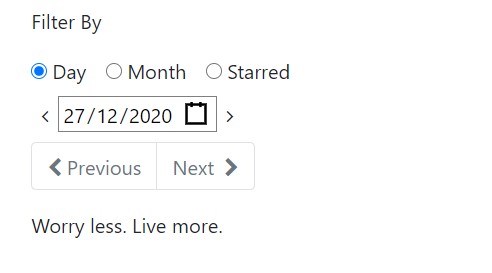 Filter By
Day Month Starred
27/12/2020
Previous Next
Worry less. Live more.